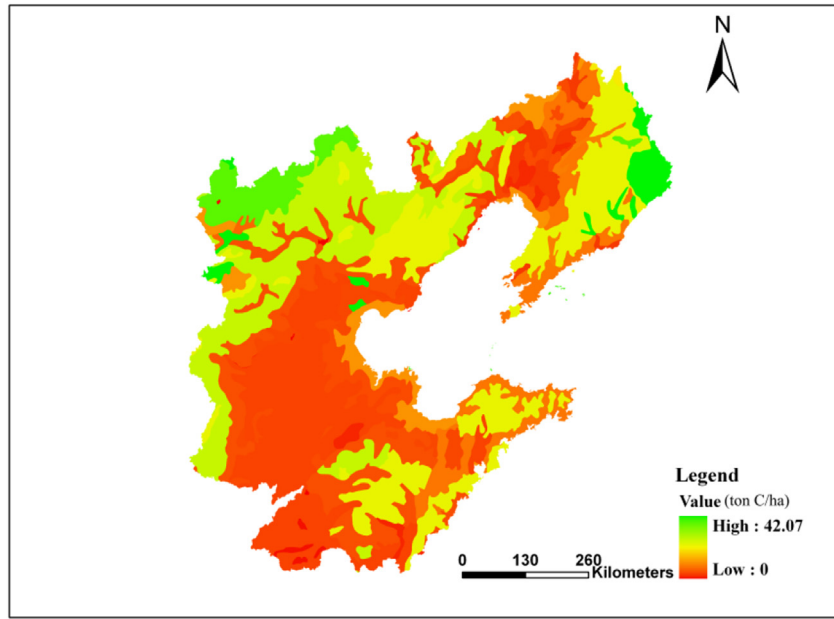 N
Legend
Value (ton C/ha)
High : 42.07
Low : 0
0 130 260
Kilometers